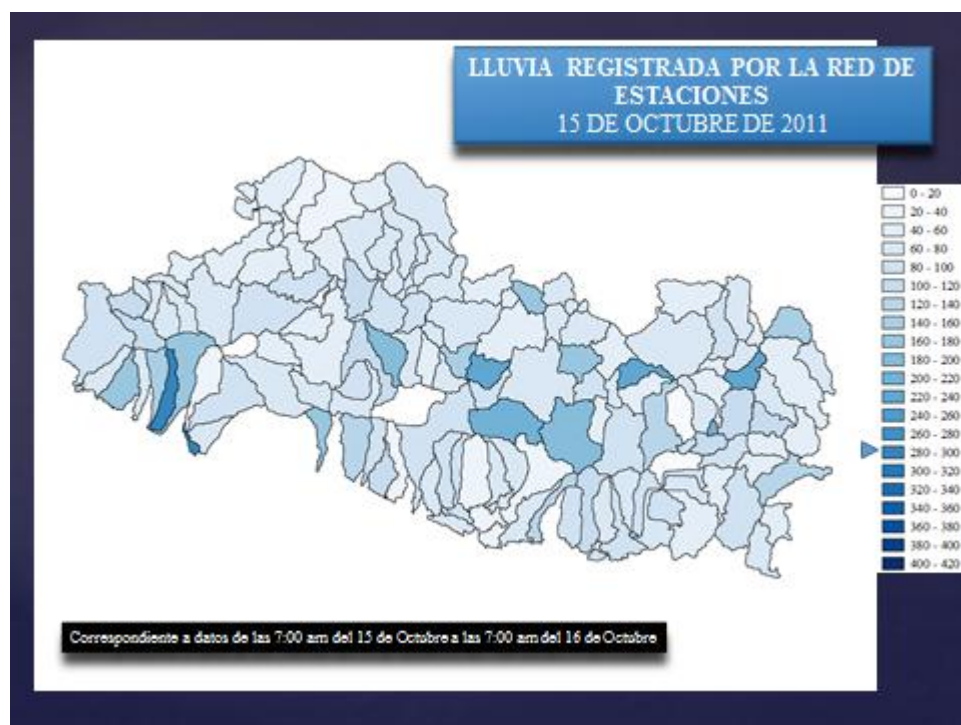 LLUVIA REGISTRADA POR LA RED DE
ESTACIONES
15 DE OCTUBRE DE 2011
0 - 20
20 - 40
40 - 60
60 - 80
80 - 100
100 - 120
120 - 140
140 - 160
160 - 180
180 - 200
200 - 220
220 - 240
240 - 260
260 - 280
280 - 300
300 - 320
320 - 340
340 - 360
360 - 380
380 - 400
400 - 420
Correspondiente a datos de las 7:00 am del 15 de Octubre a las 7:00 am del 16 de Octubre